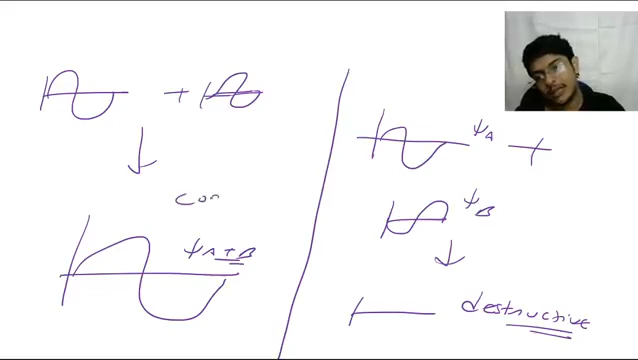 +
con
ψA+B
ψA +
ψB
destructive